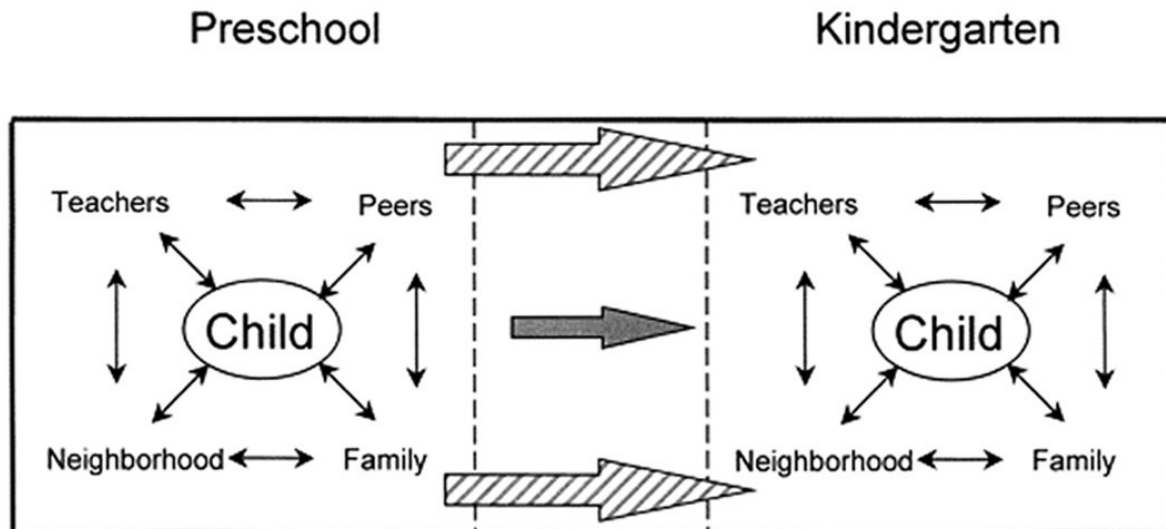 Preschool Kindergarten
Teachers Peers Teachers Peers
Child Child
Neighborhood Family Neighborhood Family